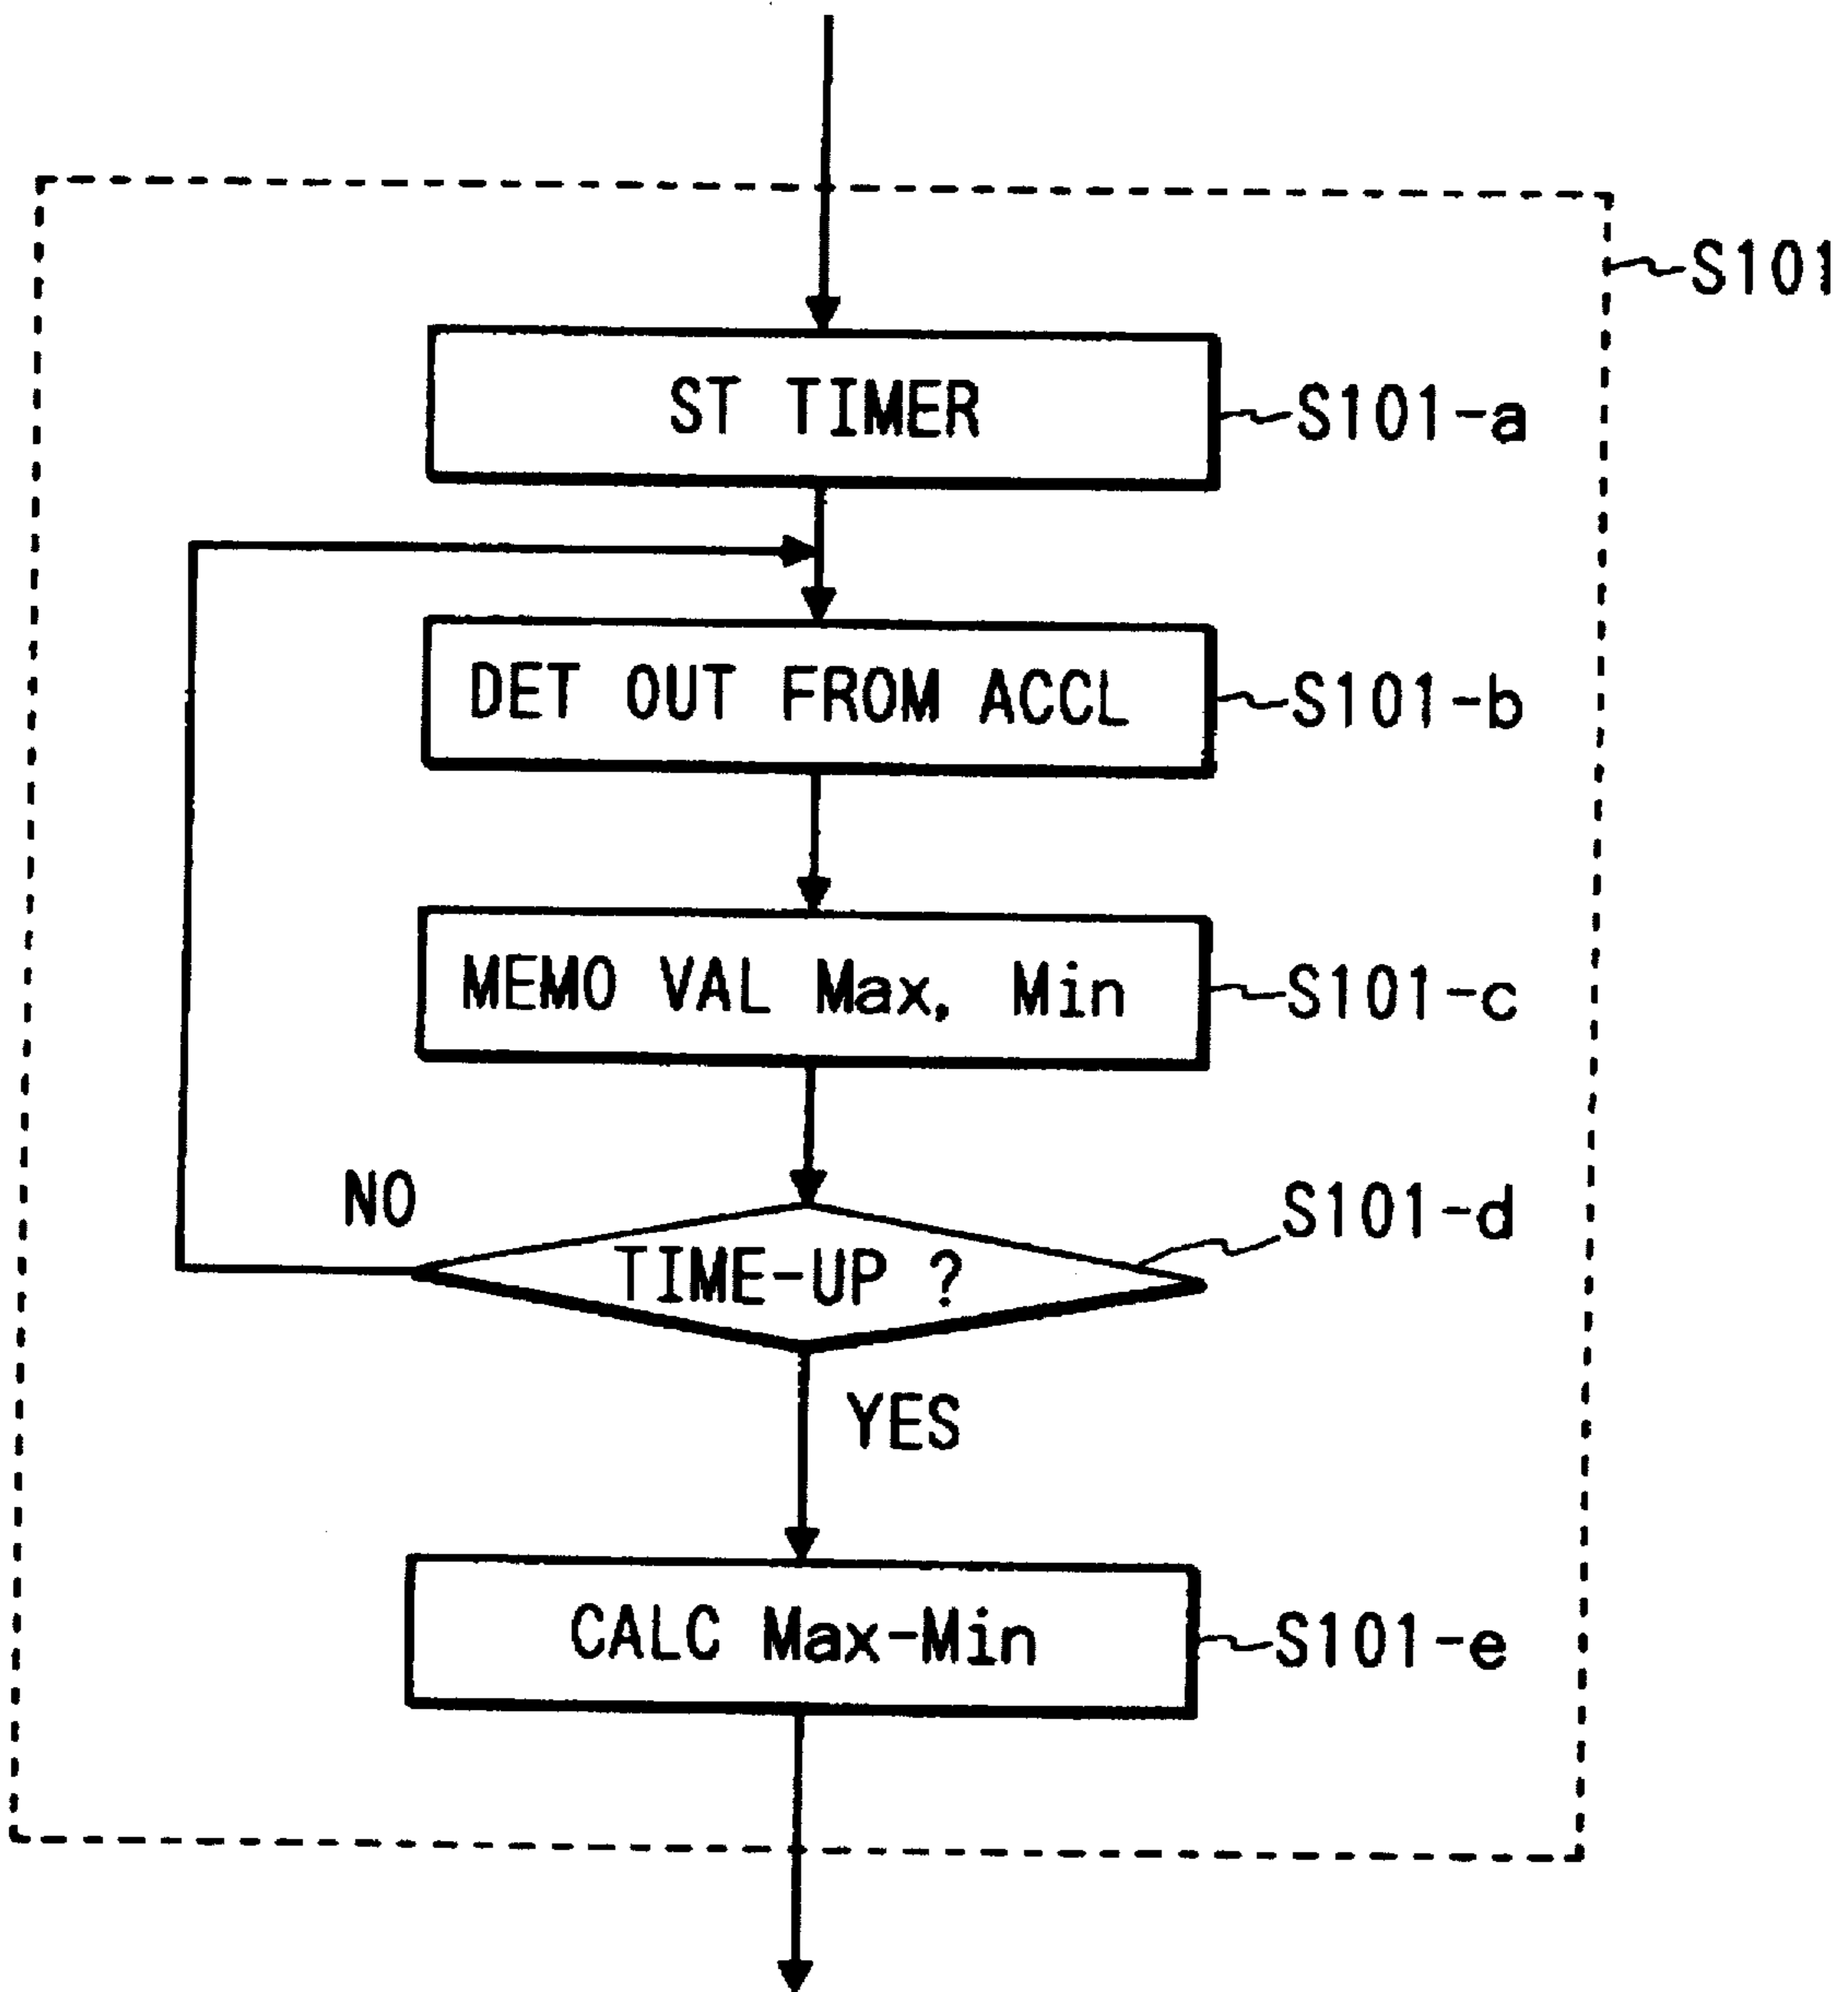 S101
ST TIMER
S101-a
DET OUT FROM ACCL
S101-b
MEMO VAL Max, Min
S101-c
NO
S101-d
TIME-UP ?
YES
CALC Max-Min
S101-e